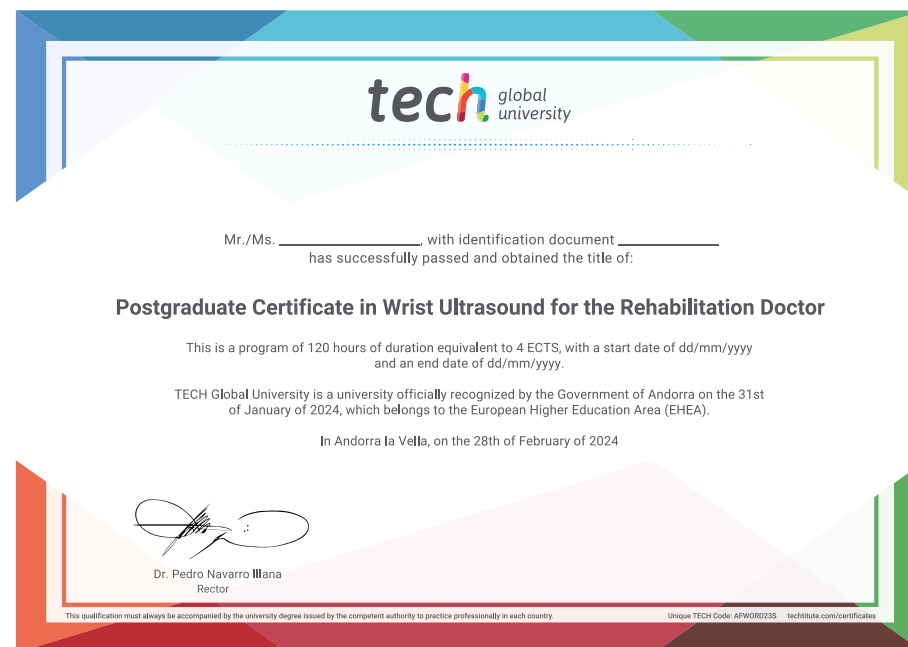 tech global university
Mr./Ms. __________________, with identification document _____________
has successfully passed and obtained the title of:
Postgraduate Certificate in Wrist Ultrasound for the Rehabilitation Doctor
This is a program of 120 hours of duration equivalent to 4 ECTS, with a start date of dd/mm/yyyy
and an end date of dd/mm/yyyy.
TECH Global University is a university officially recognized by the Government of Andorra on the 31st
of January of 2024, which belongs to the European Higher Education Area (EHEA).
In Andorra la Vella, on the 28th of February of 2024
Dr. Pedro Navarro Illana
Rector
This qualification must always be accompanied by the university degree issued by the competent authority to practice professionally in each country.
Unique TECH Code: AFWORD23S techtitute.com/certificates